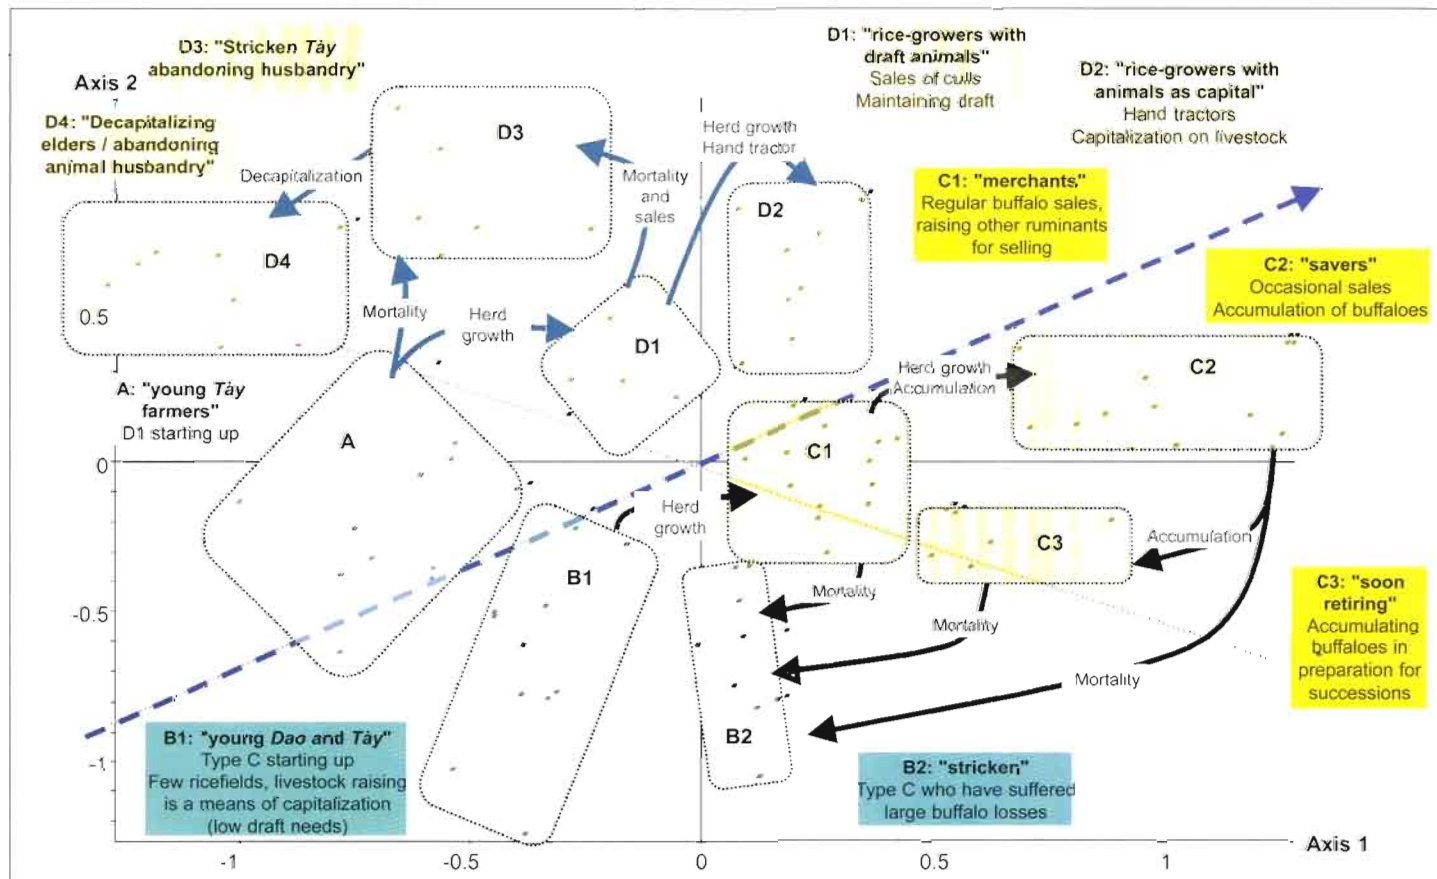 D3: "Stricken Tày
abandoning husbandry"
Axis 2
D4: "Decapitalizing
elders / abandoning
animal husbandry"
D1: "rice-growers with
draft animals"
Sales of culls
Maintaining draft
D2: "rice-growers with
animals as capital"
Hand tractors
Capitalization on livestock
D3
Herd growth
Hand tractor
Decapitalization
Mortality
and
sales
D2
C1: "merchants"
Regular buffalo sales,
raising other ruminants
for selling
D4
C2: "savers"
Occasional sales
Accumulation of buffaloes
0.5
Mortality
Herd
growth
D1
Herd growth
Accumulation
C2
A: "young Tày
farmers"
D1 starting up
A
C1
0
Herd
growth
C3
Accumulation
B1
Mortality
C3: "soon
retiring"
Accumulating
buffaloes in
preparation for
successions
-0.5
Mortality
Mortality
B2
-1
B1: "young Dao and Tày"
Type C starting up
Few ricefields, livestock raising
is a means of capitalization
(low draft needs)
B2: "stricken"
Type C who have suffered
large buffalo losses
Axis 1
-1
-0.5
0
0.5
1